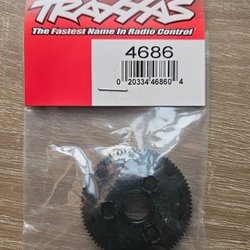 TRAXXAS
The Fastest Name In Radio Control
4686
0 20334 46860 4